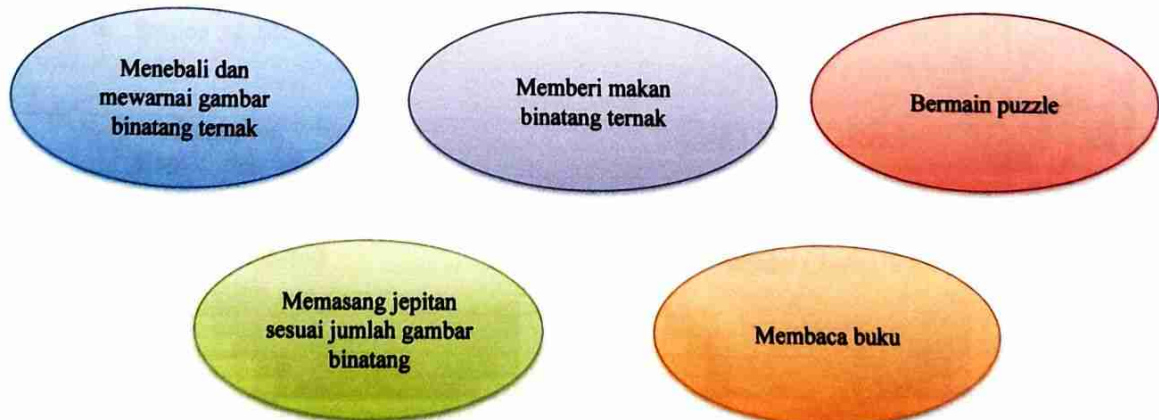 Menebali dan
mewarnai gambar
binatang ternak
Memberi makan
binatang ternak
Bermain puzzle
Memasang jepitan
sesuai jumlah gambar
binatang
Membaca buku